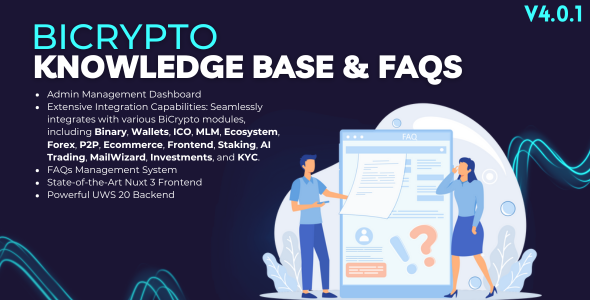 V4.0.1
BICRYPTO
KNOWLEDGE BASE & FAQS
• Admin Management Dashboard
• Extensive Integration Capabilities: Seamlessly
integrates with various BiCrypto modules,
including Binary, Wallets, ICO, MLM, Ecosystem,
Forex, P2P, Ecommerce, Frontend, Staking, AI
Trading, MailWizard, Investments, and KYC.
• FAQs Management System
• State-of-the-Art Nuxt 3 Frontend
• Powerful UWS 20 Backend
FAQ